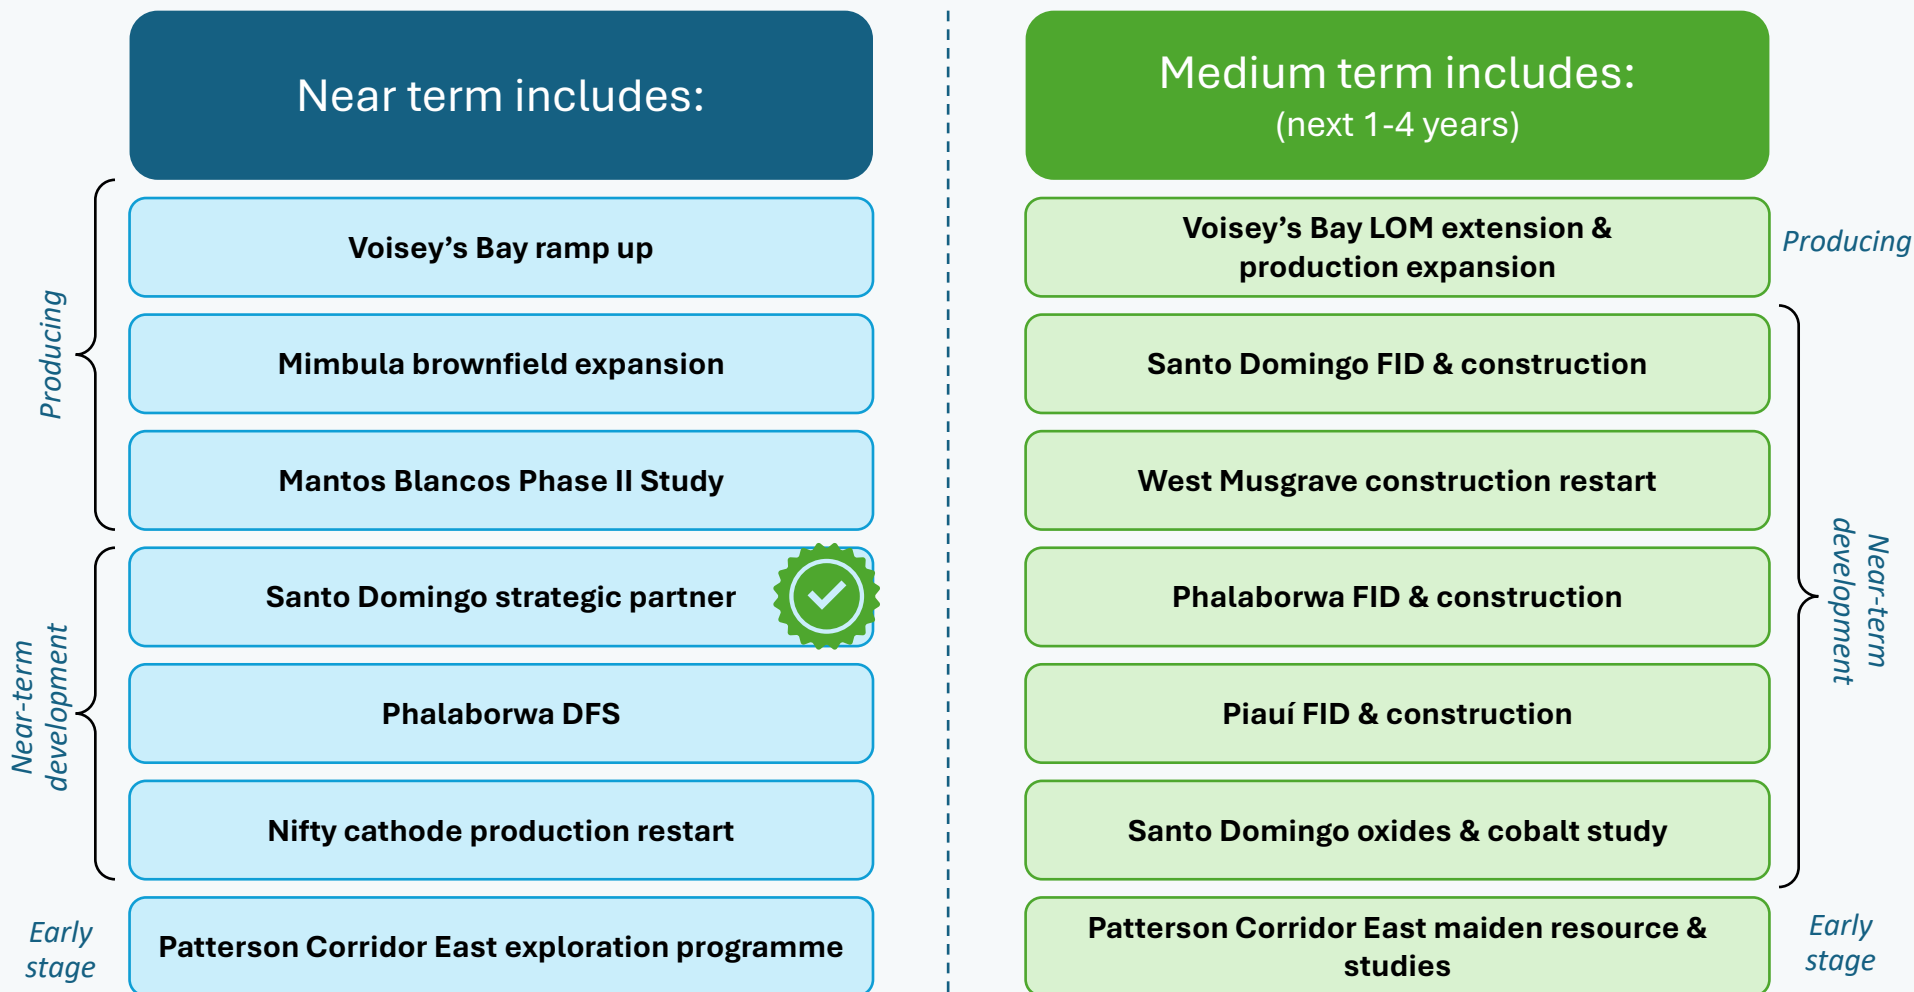 Near term includes:
Producing
Voisey’s Bay ramp up
Mimbula brownfield expansion
Mantos Blancos Phase II Study
Near-term
development
Santo Domingo strategic partner
Phalaborwa DFS
Nifty cathode production restart
Early
stage
Patterson Corridor East exploration programme
Medium term includes:
(next 1-4 years)
Voisey’s Bay LOM extension &
production expansion
Producing
Santo Domingo FID & construction
West Musgrave construction restart
Phalaborwa FID & construction
Piauí FID & construction
Santo Domingo oxides & cobalt study
Near-term
development
Patterson Corridor East maiden resource &
studies
Early
stage